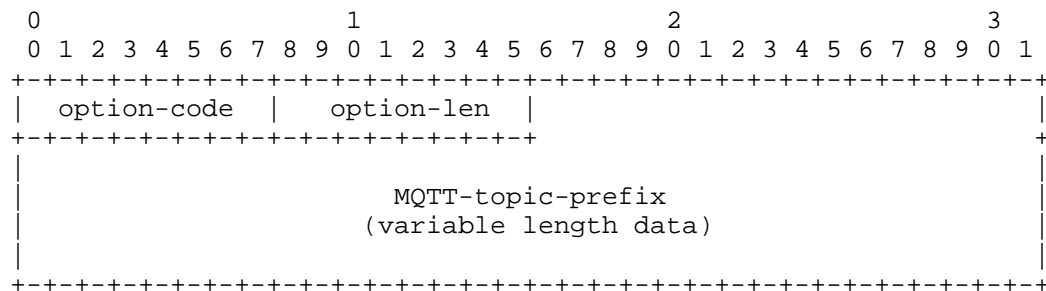 0                   1                   2                   3
 0 1 2 3 4 5 6 7 8 9 0 1 2 3 4 5 6 7 8 9 0 1 2 3 4 5 6 7 8 9 0 1
+-+-+-+-+-+-+-+-+-+-+-+-+-+-+-+-+-+-+-+-+-+-+-+-+-+-+-+-+-+-+-+-+
|  option-code  |   option-len  |                               |
+-+-+-+-+-+-+-+-+-+-+-+-+-+-+-+-+                               +
|                                                               |
|                       MQTT-topic-prefix                       |
|                     (variable length data)                    |
|                                                               |
+-+-+-+-+-+-+-+-+-+-+-+-+-+-+-+-+-+-+-+-+-+-+-+-+-+-+-+-+-+-+-+-+